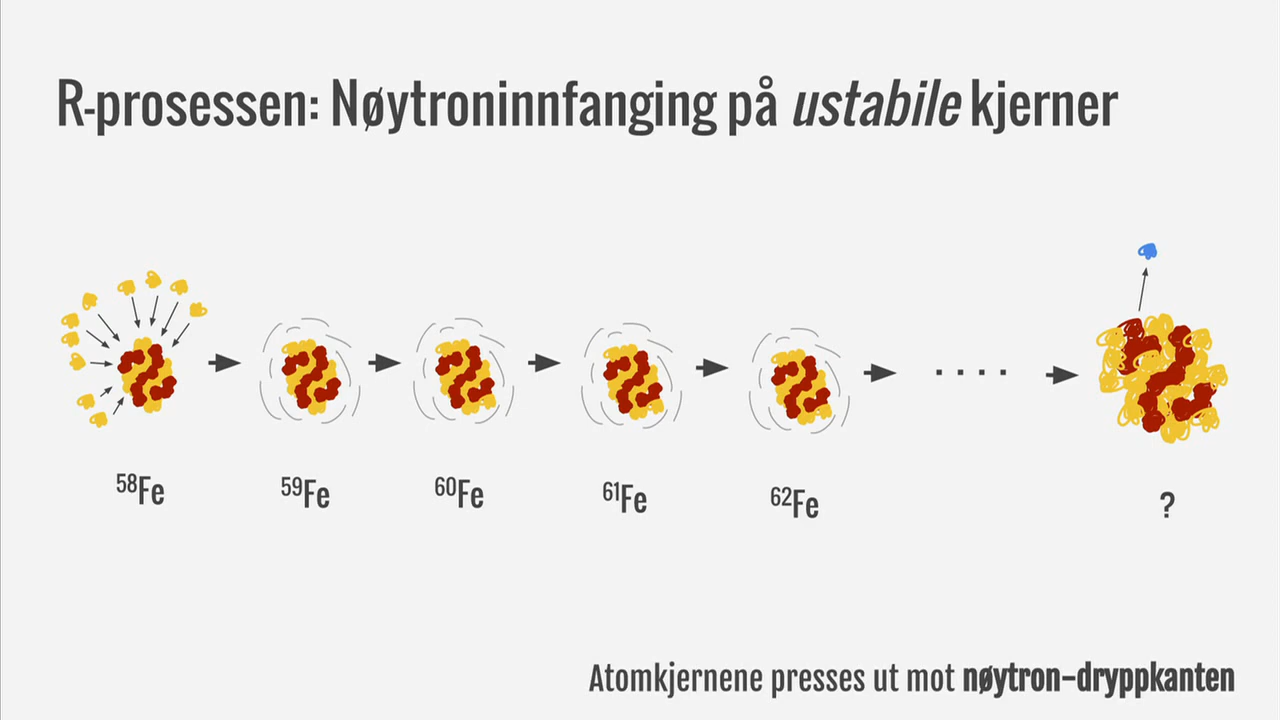 R-prosessen: Nøytroninnfanging på ustabile kjerner
⁵⁸Fe ⁵⁹Fe ⁶⁰Fe ⁶¹Fe ⁶²Fe ?
Atomkjernene presses ut mot nøytron-dryppkanten